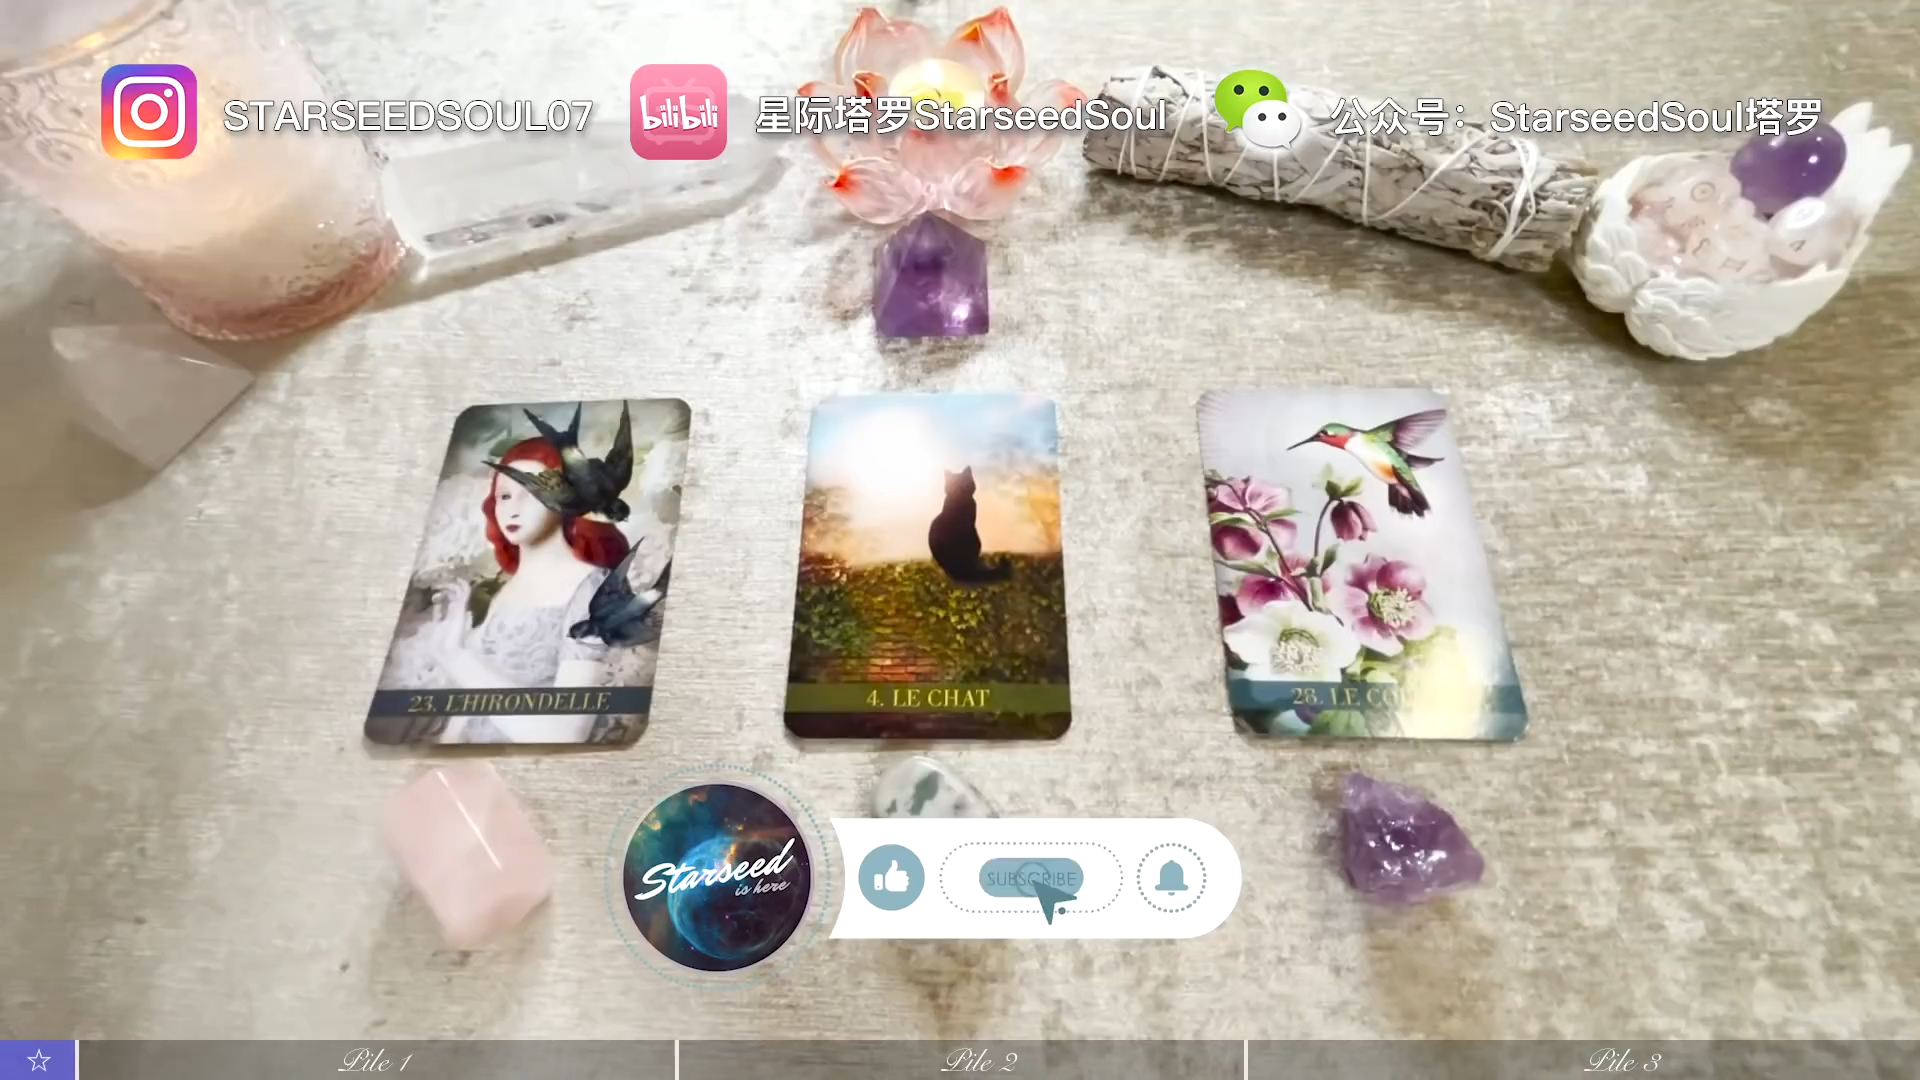 STARSEEDSOUL07
bilibili
星际塔罗StarseedSoul
公众号：StarseedSoul塔罗
23. L'HIRONDELLE
4. LE CHAT
28. LE
Starseed
is here
SUBSCRIBE
Pile 1
Pile 2
Pile 3